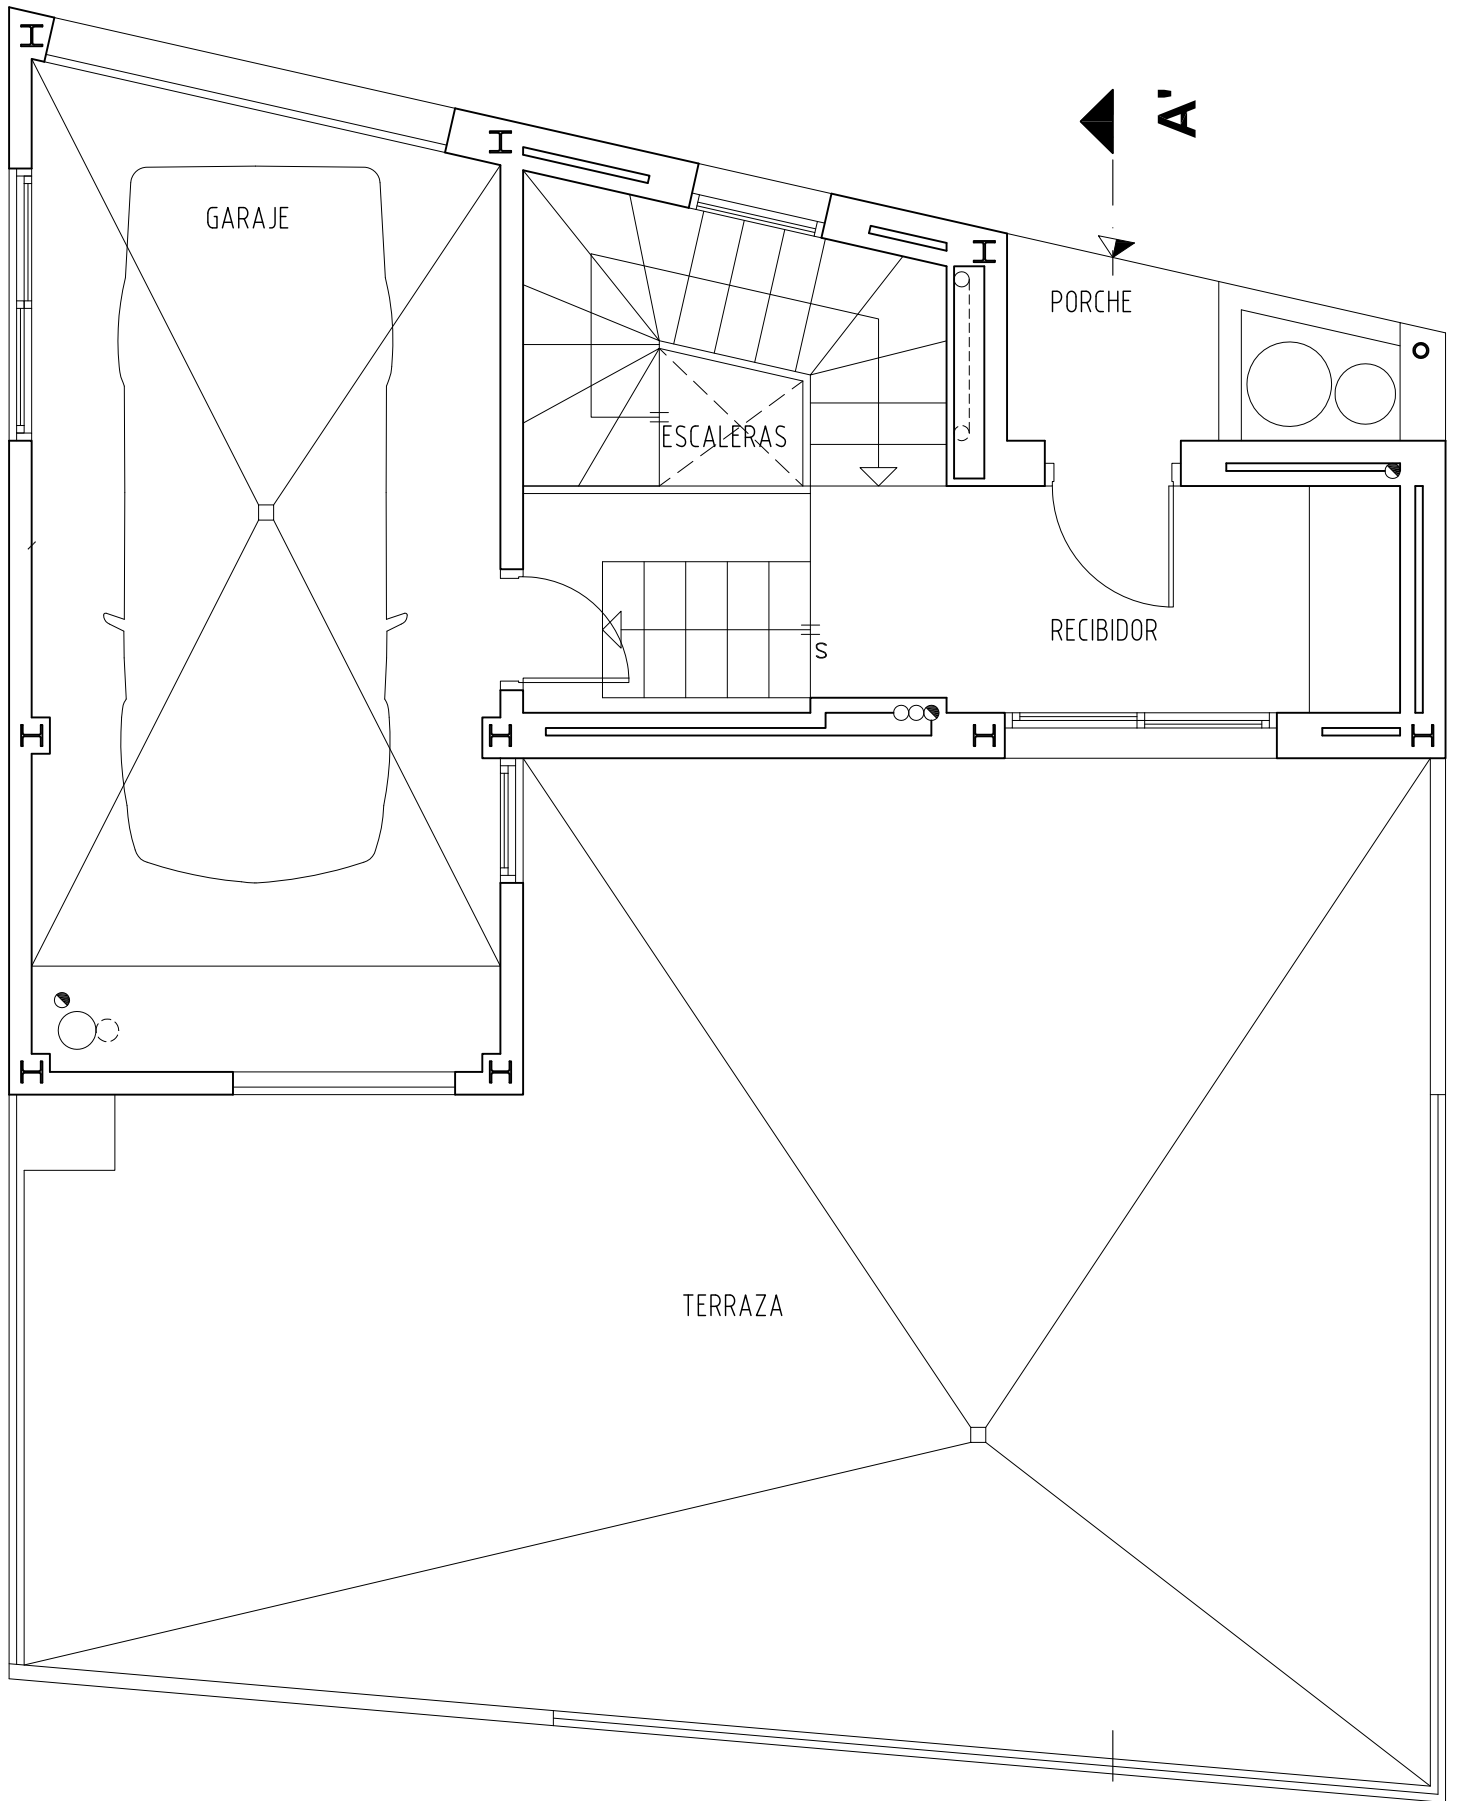 A'
GARAJE
PORCHE
ESCALERAS
RECIBIDOR
S
TERRAZA